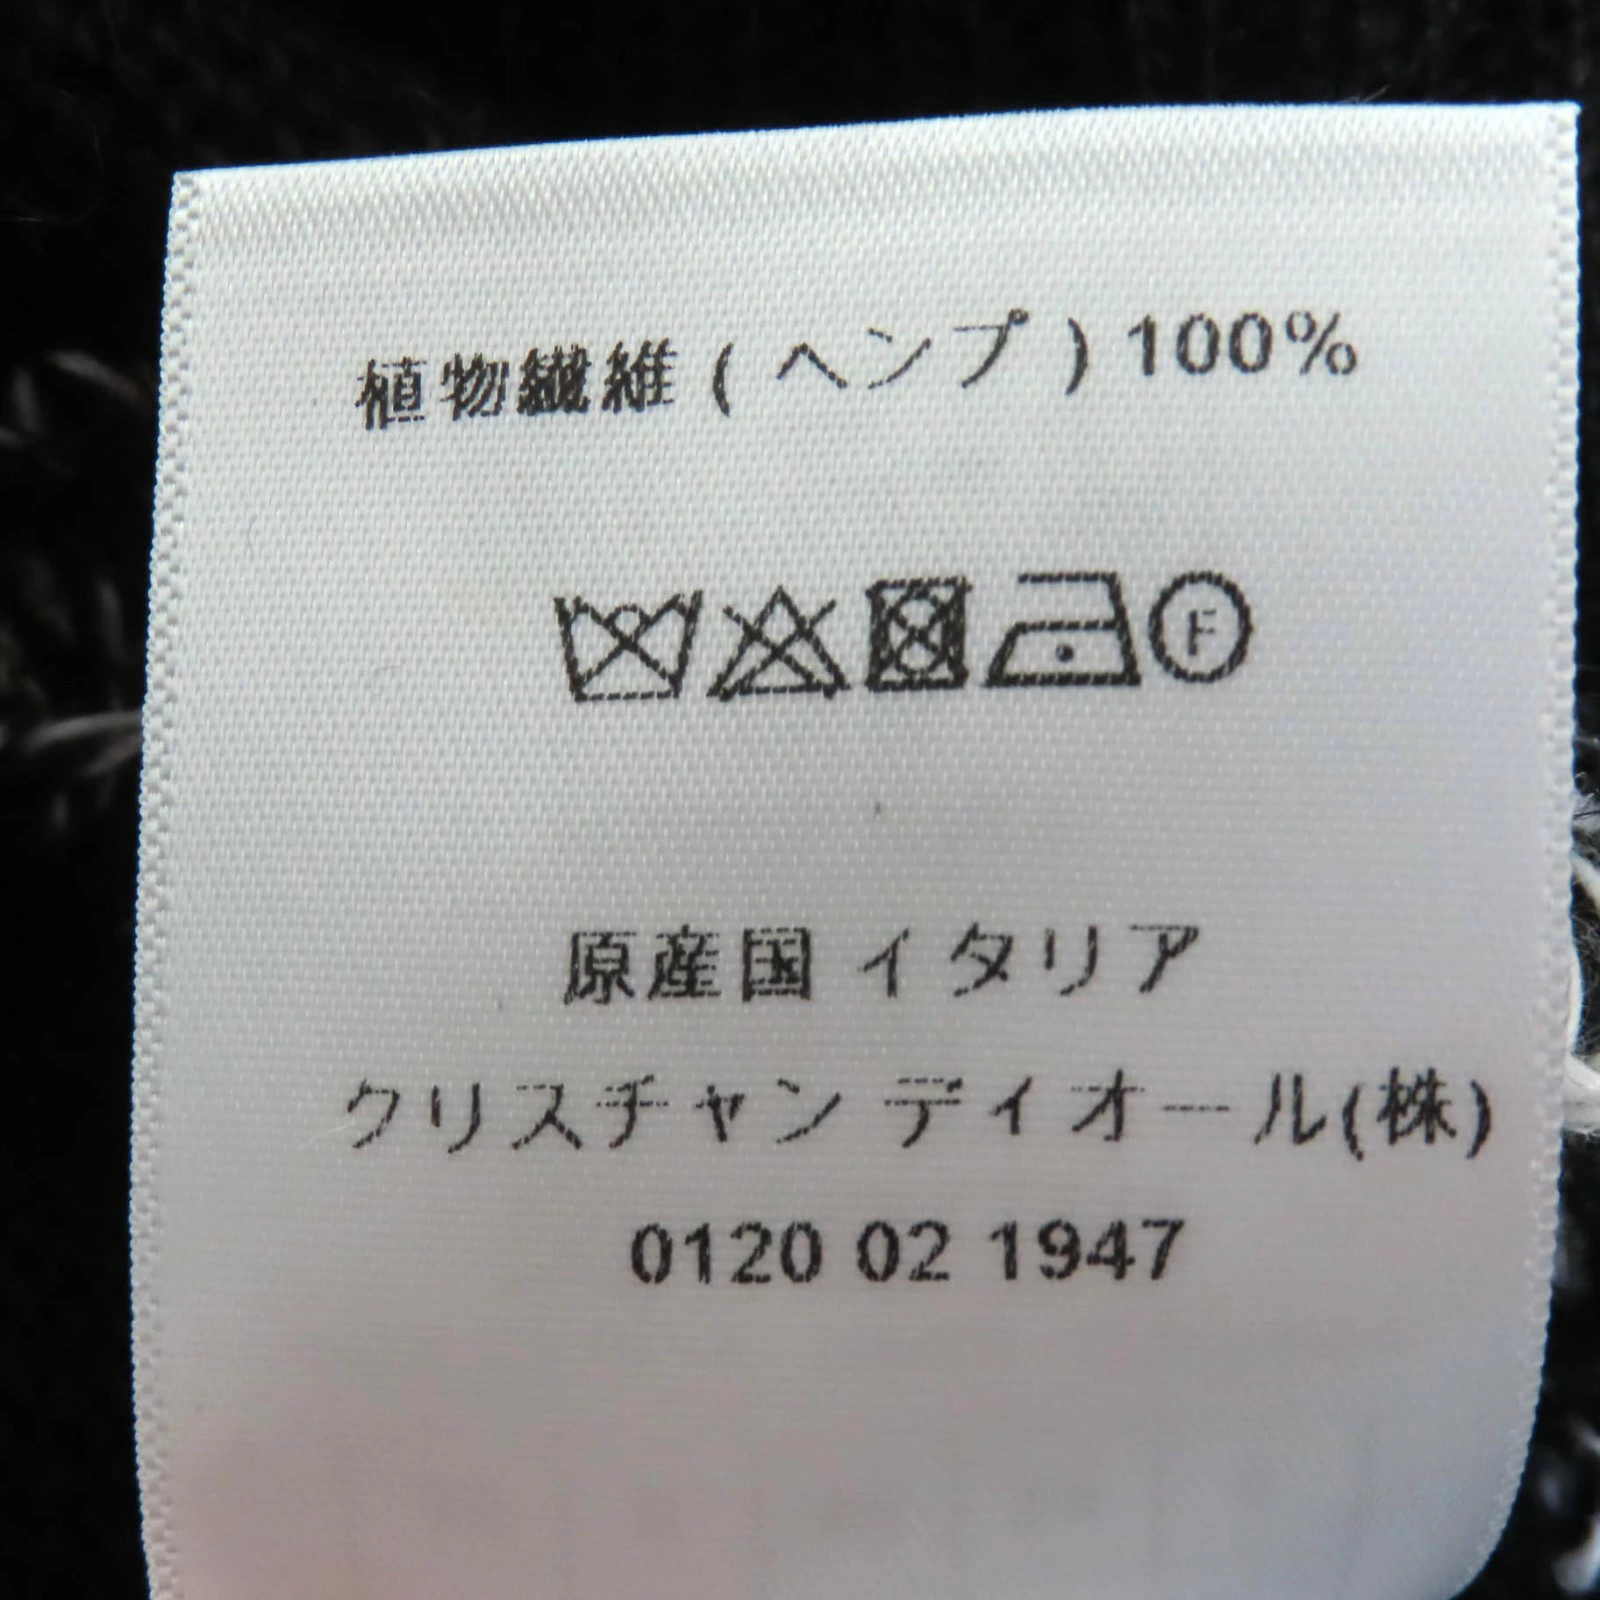 植物繊維 ( ヘンプ ) 100%
F
原産国 イタリア
クリスチャン ディオール(株)
0120 02 1947